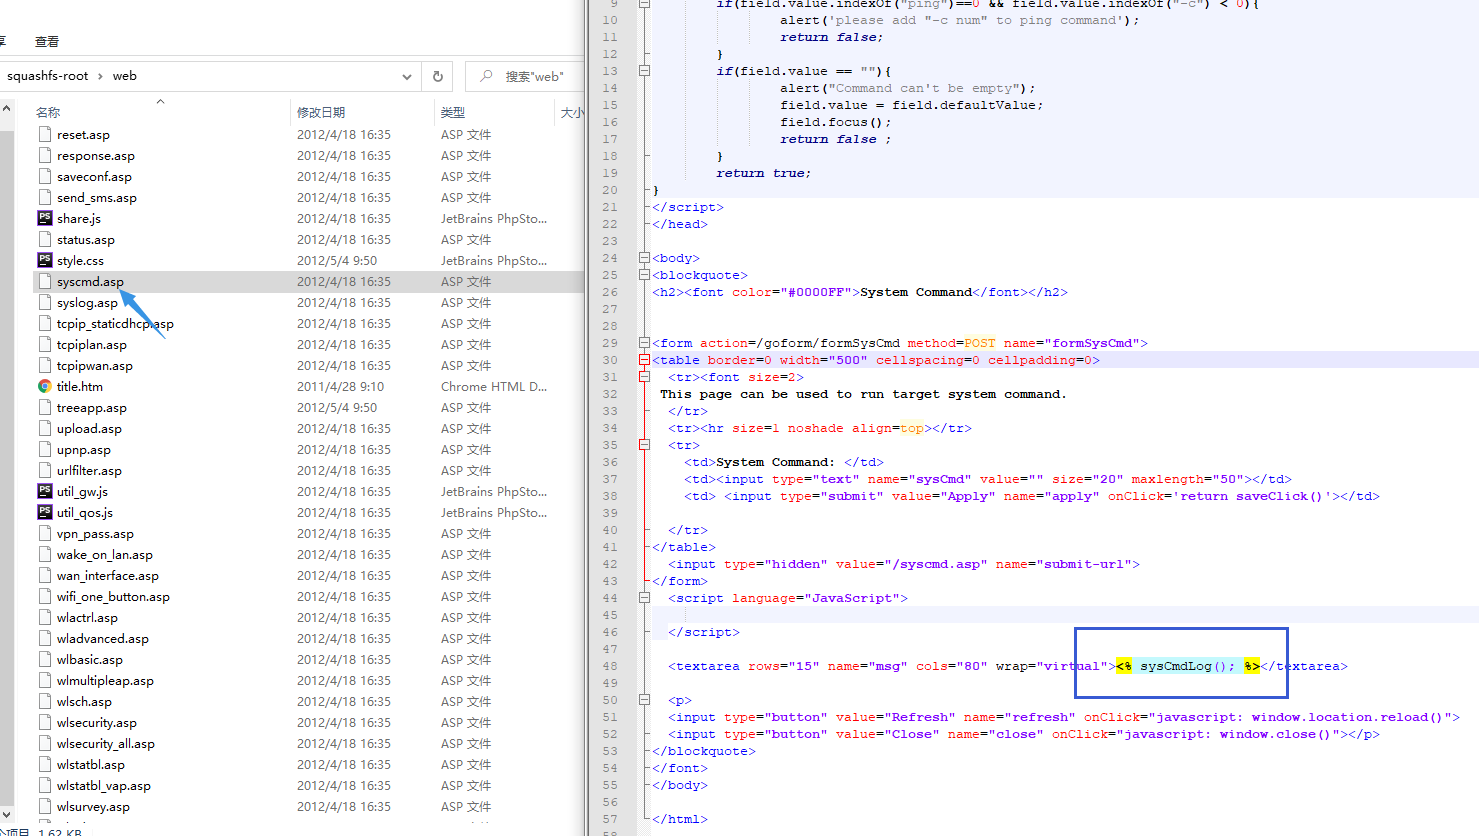 查看
squashfs-root › web
搜索"web"
名称 修改日期 类型 大小
reset.asp 2012/4/18 16:35 ASP 文件
response.asp 2012/4/18 16:35 ASP 文件
saveconf.asp 2012/4/18 16:35 ASP 文件
send_sms.asp 2012/4/18 16:35 ASP 文件
share.js 2012/4/18 16:35 JetBrains PhpSto...
status.asp 2012/4/18 16:35 ASP 文件
style.css 2012/5/4 9:50 JetBrains PhpSto...
syscmd.asp 2012/4/18 16:35 ASP 文件
syslog.asp 2012/4/18 16:35 ASP 文件
tcpip_staticdhcp.asp 2012/4/18 16:35 ASP 文件
tcpiplan.asp 2012/4/18 16:35 ASP 文件
tcpipwan.asp 2012/4/18 16:35 ASP 文件
title.htm 2011/4/28 9:10 Chrome HTML D...
treeapp.asp 2012/5/4 9:50 ASP 文件
upload.asp 2012/4/18 16:35 ASP 文件
upnp.asp 2012/4/18 16:35 ASP 文件
urlfilter.asp 2012/4/18 16:35 ASP 文件
util_gw.js 2012/4/18 16:35 JetBrains PhpSto...
util_qos.js 2012/4/18 16:35 JetBrains PhpSto...
vpn_pass.asp 2012/4/18 16:35 ASP 文件
wake_on_lan.asp 2012/4/18 16:35 ASP 文件
wan_interface.asp 2012/4/18 16:35 ASP 文件
wifi_one_button.asp 2012/4/18 16:35 ASP 文件
wlactrl.asp 2012/4/18 16:35 ASP 文件
wladvanced.asp 2012/4/18 16:35 ASP 文件
wlbasic.asp 2012/4/18 16:35 ASP 文件
wlmultipleap.asp 2012/4/18 16:35 ASP 文件
wlsch.asp 2012/4/18 16:35 ASP 文件
wlsecurity.asp 2012/4/18 16:35 ASP 文件
wlsecurity_all.asp 2012/4/18 16:35 ASP 文件
wlstatbl.asp 2012/4/18 16:35 ASP 文件
wlstatbl_vap.asp 2012/4/18 16:35 ASP 文件
wlsurvey.asp 2012/4/18 16:35 ASP 文件
个项目 1.62 KB
9 if(field.value.indexOf("ping")==0 && field.value.indexOf("-c") < 0){
10 alert('please add "-c num" to ping command');
11 return false;
12 }
13 if(field.value == ""){
14 alert("Command can't be empty");
15 field.value = field.defaultValue;
16 field.focus();
17 return false ;
18 }
19 return true;
20 }
21 </script>
22 </head>
23
24 <body>
25 <blockquote>
26 <h2><font color="#0000FF">System Command</font></h2>
27
28
29 <form action=/goform/formSysCmd method=POST name="formSysCmd">
30 <table border=0 width="500" cellspacing=0 cellpadding=0>
31 <tr><font size=2>
32 This page can be used to run target system command.
33 </tr>
34 <tr><hr size=1 noshade align=top></tr>
35 <tr>
36 <td>System Command: </td>
37 <td><input type="text" name="sysCmd" value="" size="20" maxlength="50"></td>
38 <td> <input type="submit" value="Apply" name="apply" onClick='return saveClick()'></td>
39
40 </tr>
41 </table>
42 <input type="hidden" value="/syscmd.asp" name="submit-url">
43 </form>
44 <script language="JavaScript">
45
46 </script>
47
48 <textarea rows="15" name="msg" cols="80" wrap="virtual"><% sysCmdLog(); %></textarea>
49
50 <p>
51 <input type="button" value="Refresh" name="refresh" onClick="javascript: window.location.reload()">
52 <input type="button" value="Close" name="close" onClick="javascript: window.close()"></p>
53 </blockquote>
54 </font>
55 </body>
56
57 </html>
58